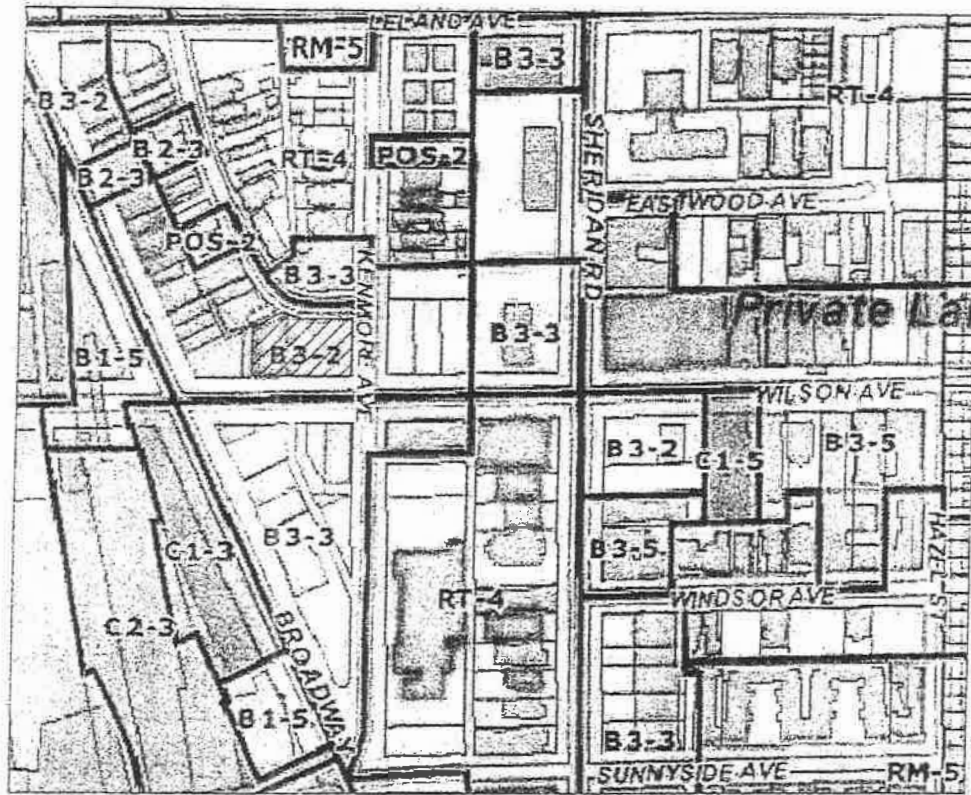 LELAND AVE
RM-5
B3-3
B3-2
SHERIDAN RD
RT-4
B2-3
RT-4
POS-2
B2-3
EASTWOOD AVE
POS-2
KENMORE AVE
B3-3
Private La
B3-3
B1-5
B3-2
WILSON AVE
B3-2
C1-5
B3-5
HAZEL ST
C1-3
B3-3
B3-5
RT-4
WINDSOR AVE
C2-3
BROADWAY
B1-5
B3-3
SUNNYSIDE AVE
RM-5